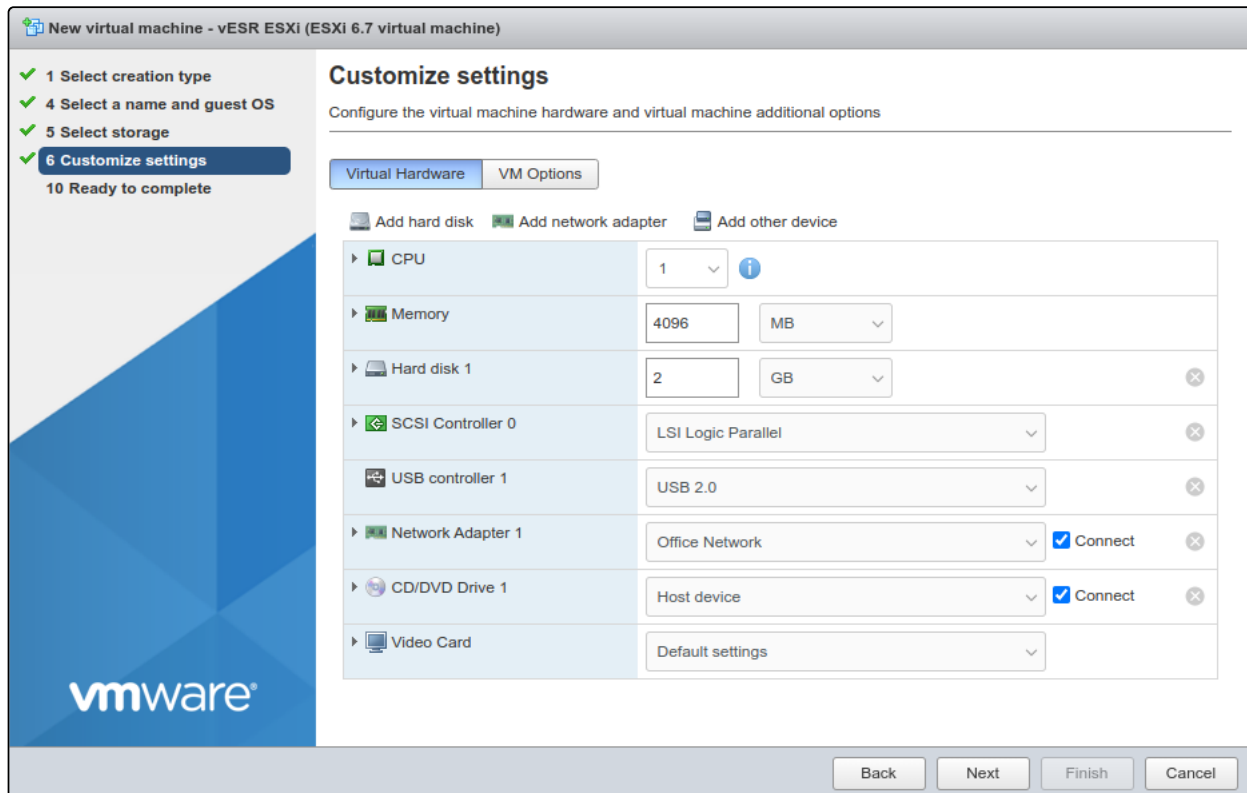 New virtual machine - vESR ESXi (ESXi 6.7 virtual machine)
1 Select creation type
4 Select a name and guest OS
5 Select storage
6 Customize settings
10 Ready to complete
vmware®
Customize settings
Configure the virtual machine hardware and virtual machine additional options
Virtual Hardware VM Options
Add hard disk Add network adapter Add other device
CPU 1
Memory 4096 MB
Hard disk 1 2 GB
SCSI Controller 0 LSI Logic Parallel
USB controller 1 USB 2.0
Network Adapter 1 Office Network Connect
CD/DVD Drive 1 Host device Connect
Video Card Default settings
Back Next Finish Cancel